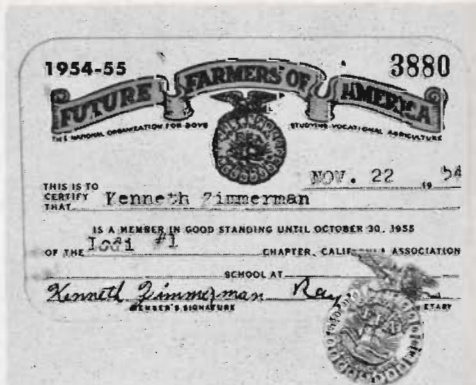 1954-55 3880
FUTURE FARMERS OF AMERICA
THE NATIONAL ORGANIZATION FOR BOYS STUDYING VOCATIONAL AGRICULTURE
NOV. 22 19 54
THIS IS TO
CERTIFY
THAT Kenneth Zimmerman
IS A MEMBER IN GOOD STANDING UNTIL OCTOBER 30, 1955
OF THE Lodi #1 CHAPTER, ASSOCIATION
SCHOOL AT
Kenneth Zimmerman Ray
MEMBER'S SIGNATURE